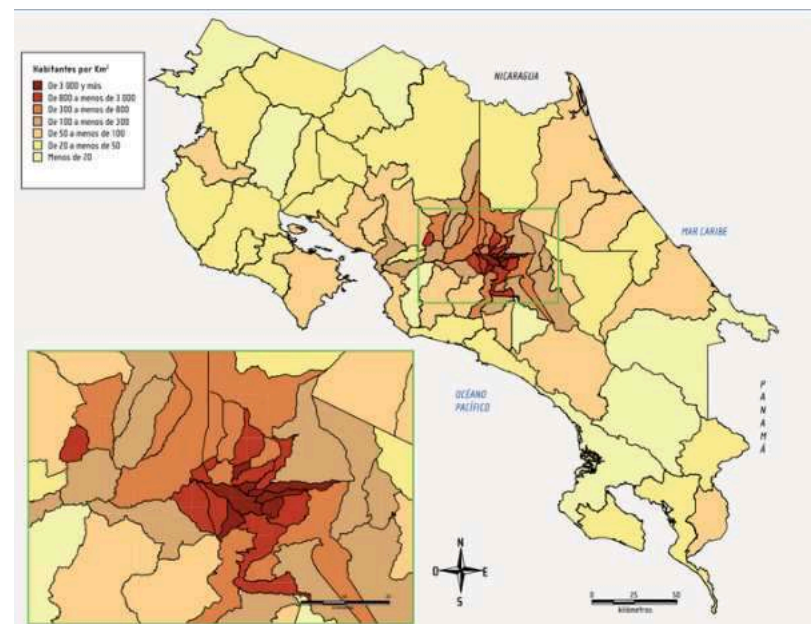 Habitantes por Km²
De 3 000 y más
De 800 a menos de 3 000
De 300 a menos de 800
De 100 a menos de 300
De 50 a menos de 100
De 20 a menos de 50
Menos de 20
NICARAGUA
MAR CARIBE
OCÉANO
PACÍFICO
PANAMÁ
N
O E
S
0 25 50
kilómetros